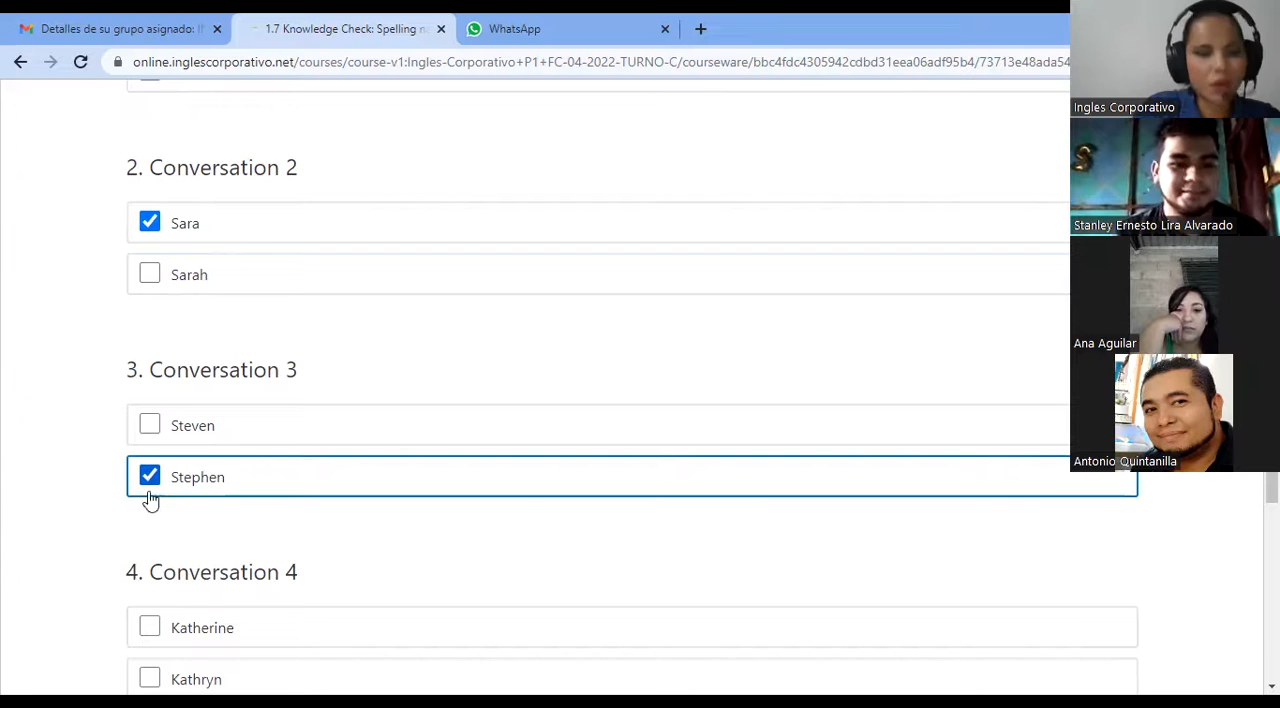 Detalles de su grupo asignado: I
1.7 Knowledge Check: Spelling n
WhatsApp
online.inglescorporativo.net/courses/course-v1:Ingles-Corporativo+P1+FC-04-2022-TURNO-C/courseware/bbc4fdc4305942cdbd31eea06adf95b4/73713e48ada54
2. Conversation 2
Sara
Sarah
3. Conversation 3
Steven
Stephen
4. Conversation 4
Katherine
Kathryn
Ingles Corporativo
Stanley Ernesto Lira Alvarado
Ana Aguilar
Antonio Quintanilla